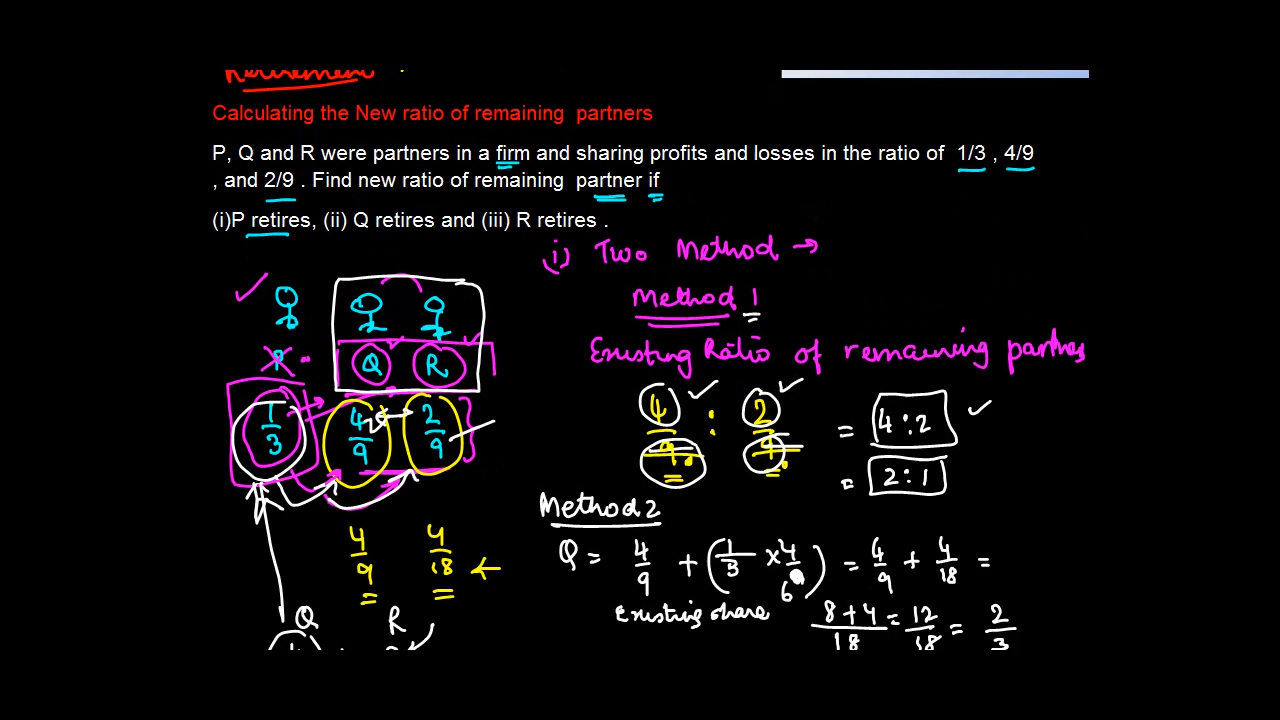 Retirement
Calculating the New ratio of remaining partners
P, Q and R were partners in a firm and sharing profits and losses in the ratio of 1/3 , 4/9
, and 2/9 . Find new ratio of remaining partner if
(i)P retires, (ii) Q retires and (iii) R retires .
(i) Two Method →
Method 1
Existing Ratio of remaining partners
P Q R
1/3 4/9 2/9
4/9 : 2/9 = 4:2
= 2:1
Method 2
Q = 4/9 + (1/3 × 4/6) = 4/9 + 4/18 =
Existing share
8+4/18 = 12/18 = 2/3
4/9 4/18 ←
Q R